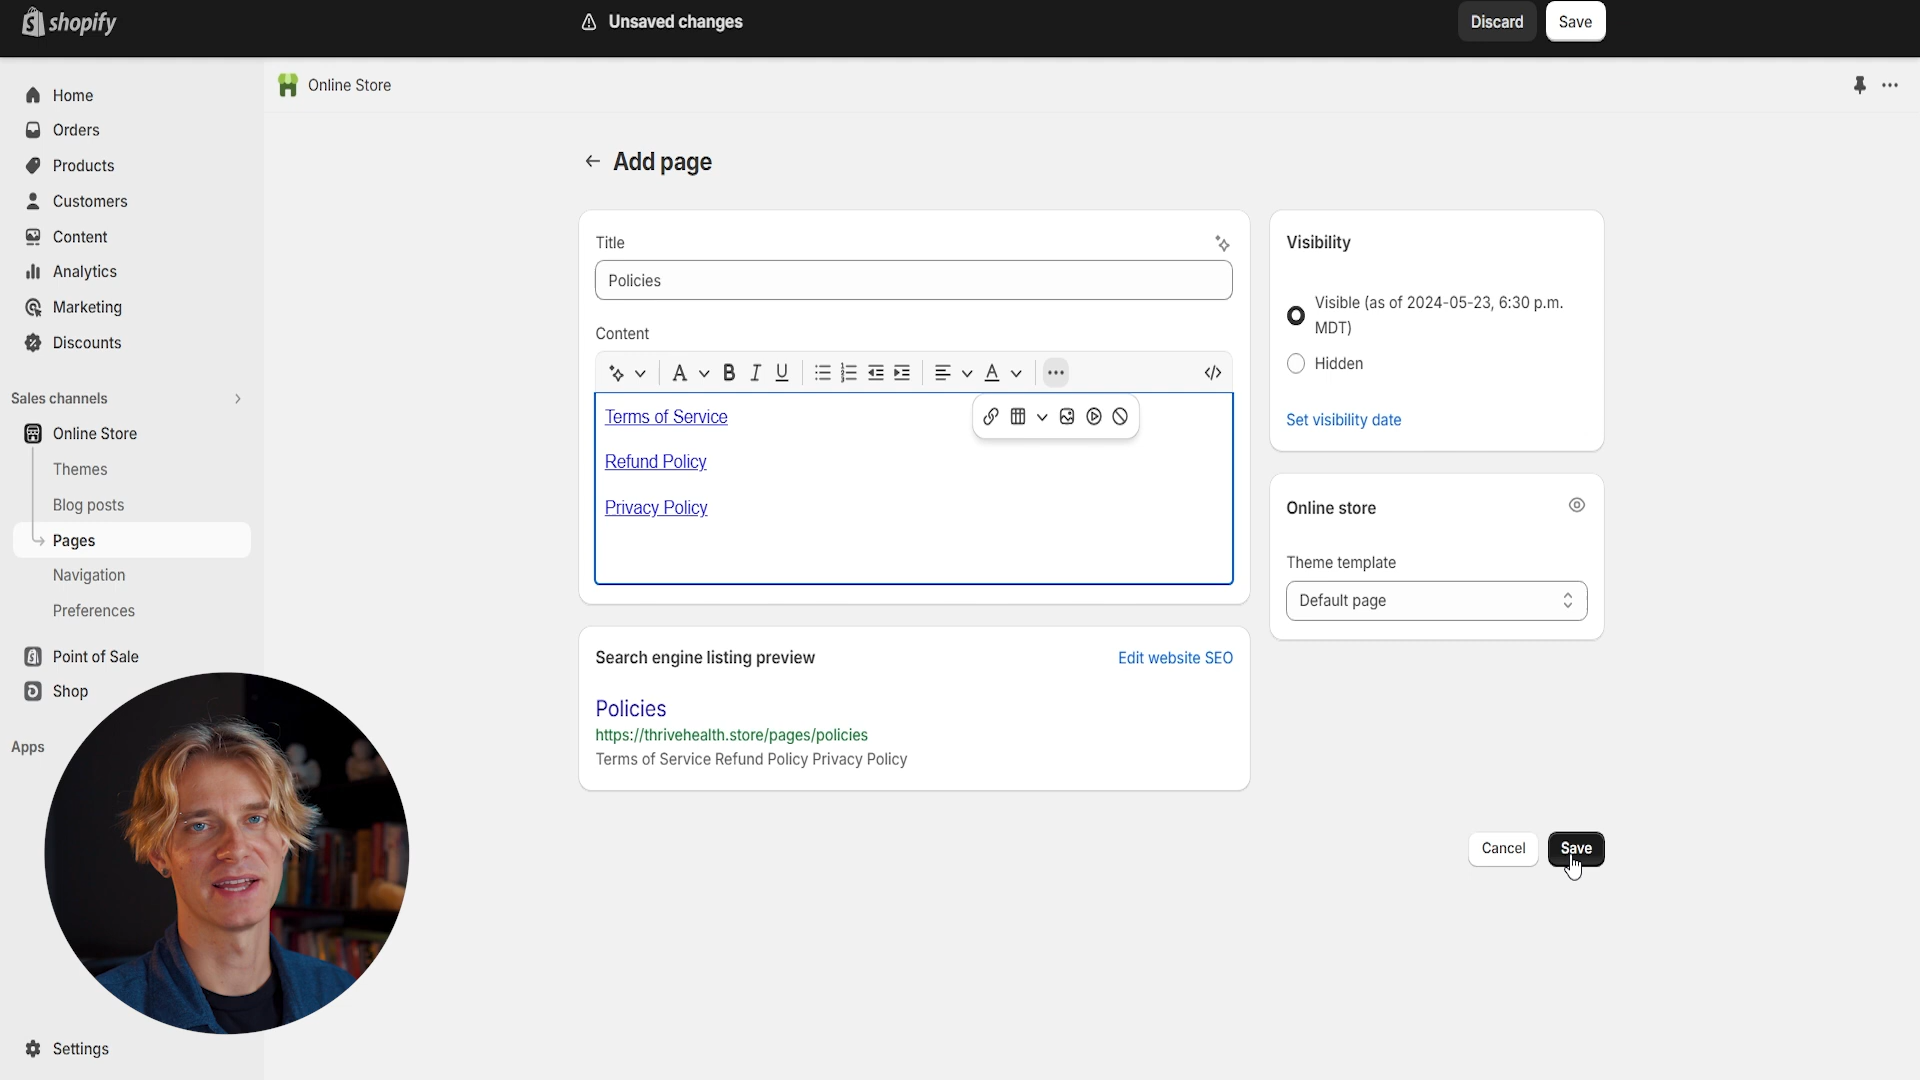 shopify
Unsaved changes
Discard
Save
Home
Orders
Products
Customers
Content
Analytics
Marketing
Discounts
Sales channels
Online Store
Themes
Blog posts
Pages
Navigation
Preferences
Point of Sale
Shop
Apps
Settings
Online Store
Add page
Title
Policies
Content
Terms of Service
Refund Policy
Privacy Policy
Search engine listing preview
Edit website SEO
Policies
https://thrivehealth.store/pages/policies
Terms of Service Refund Policy Privacy Policy
Visibility
Visible (as of 2024-05-23, 6:30 p.m.
MDT)
Hidden
Set visibility date
Online store
Theme template
Default page
Cancel
Save